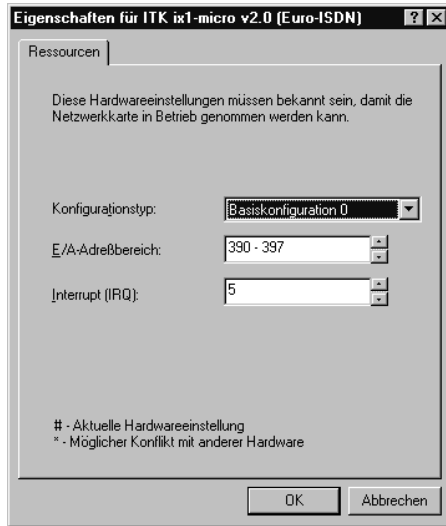 Eigenschaften für ITK ix1-micro v2.0 (Euro-ISDN)
Ressourcen
Diese Hardwareeinstellungen müssen bekannt sein, damit die
Netzwerkkarte in Betrieb genommen werden kann.
Konfigurationstyp: Basiskonfiguration 0
E/A-Adreßbereich: 390 - 397
Interrupt (IRQ): 5
# - Aktuelle Hardwareeinstellung
* - Möglicher Konflikt mit anderer Hardware
OK Abbrechen